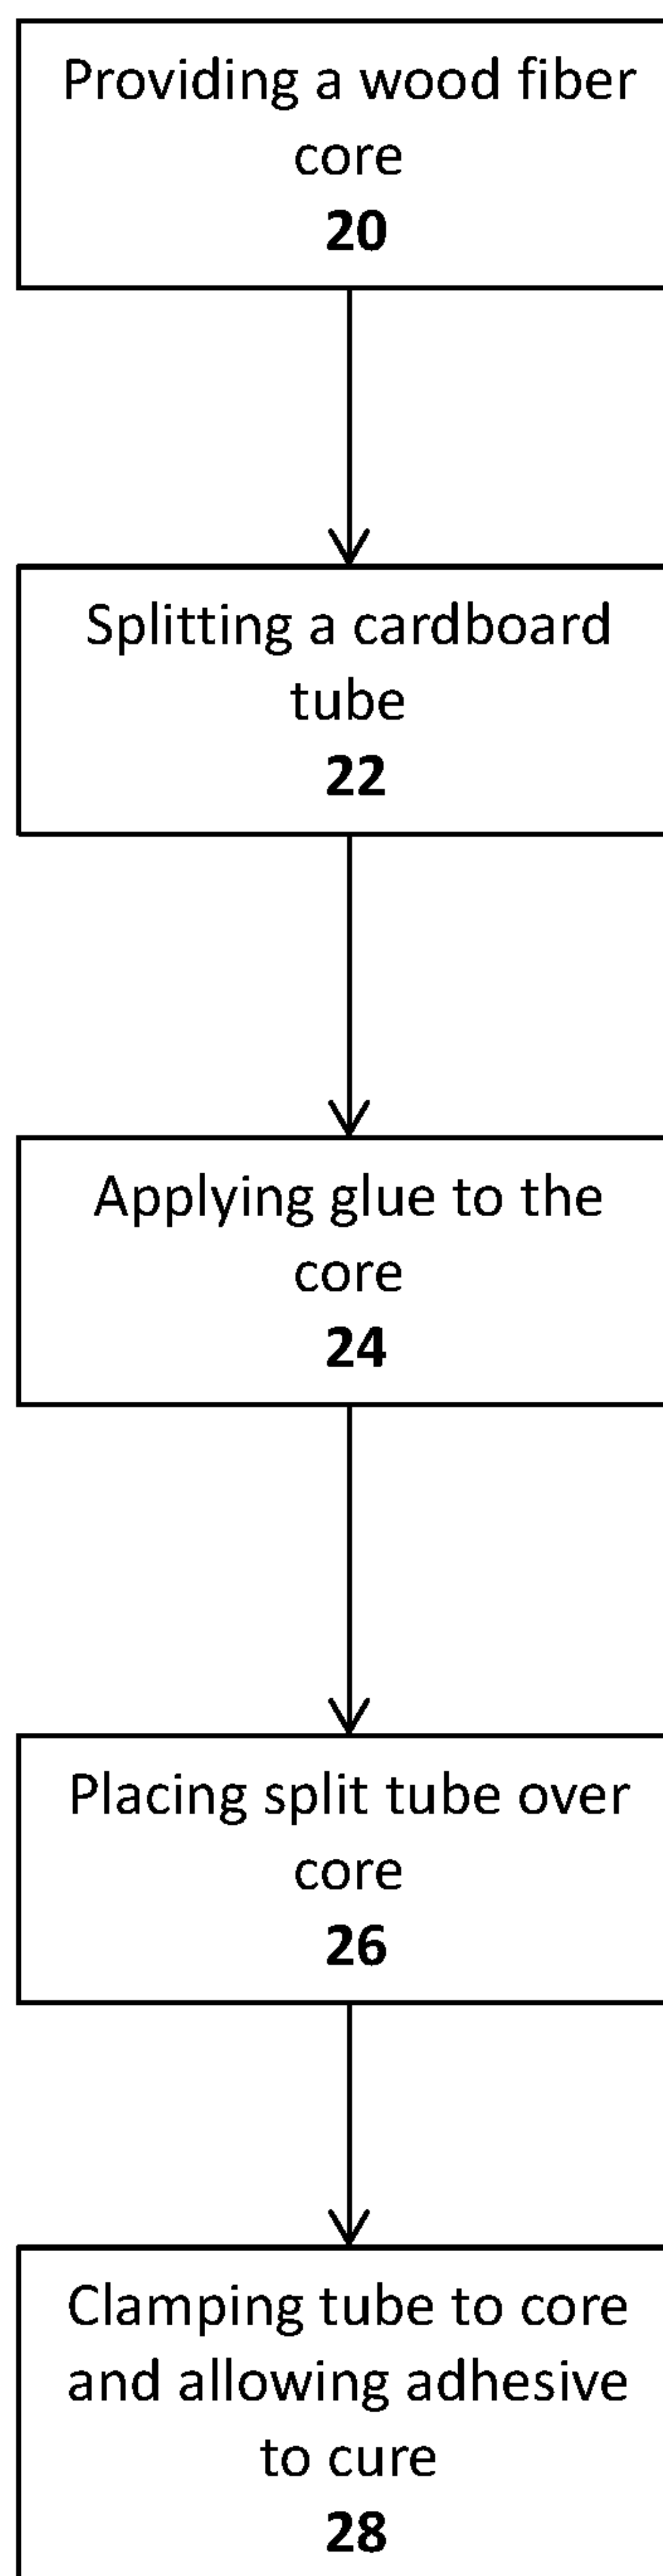 Providing a wood fiber
core
20
Splitting a cardboard
tube
22
Applying glue to the
core
24
Placing split tube over
core
26
Clamping tube to core
and allowing adhesive
to cure
28